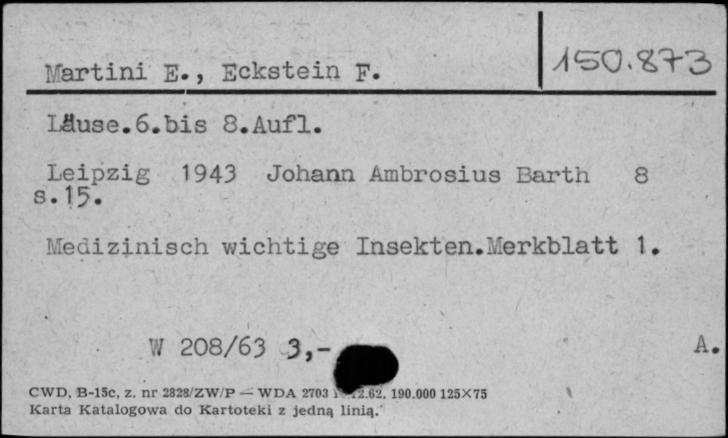 Martini E., Eckstein F.
150.873
Läuse.6.bis 8.Aufl.
Leipzig 1943 Johann Ambrosius Barth 8
s.15.
Medizinisch wichtige Insekten.Merkblatt 1.
W 208/63 3,-
A.
CWD, B-15c, z. nr 2828/ZW/P — WDA 2703 12.62. 190.000 125×75
Karta Katalogowa do Kartoteki z jedną linią.